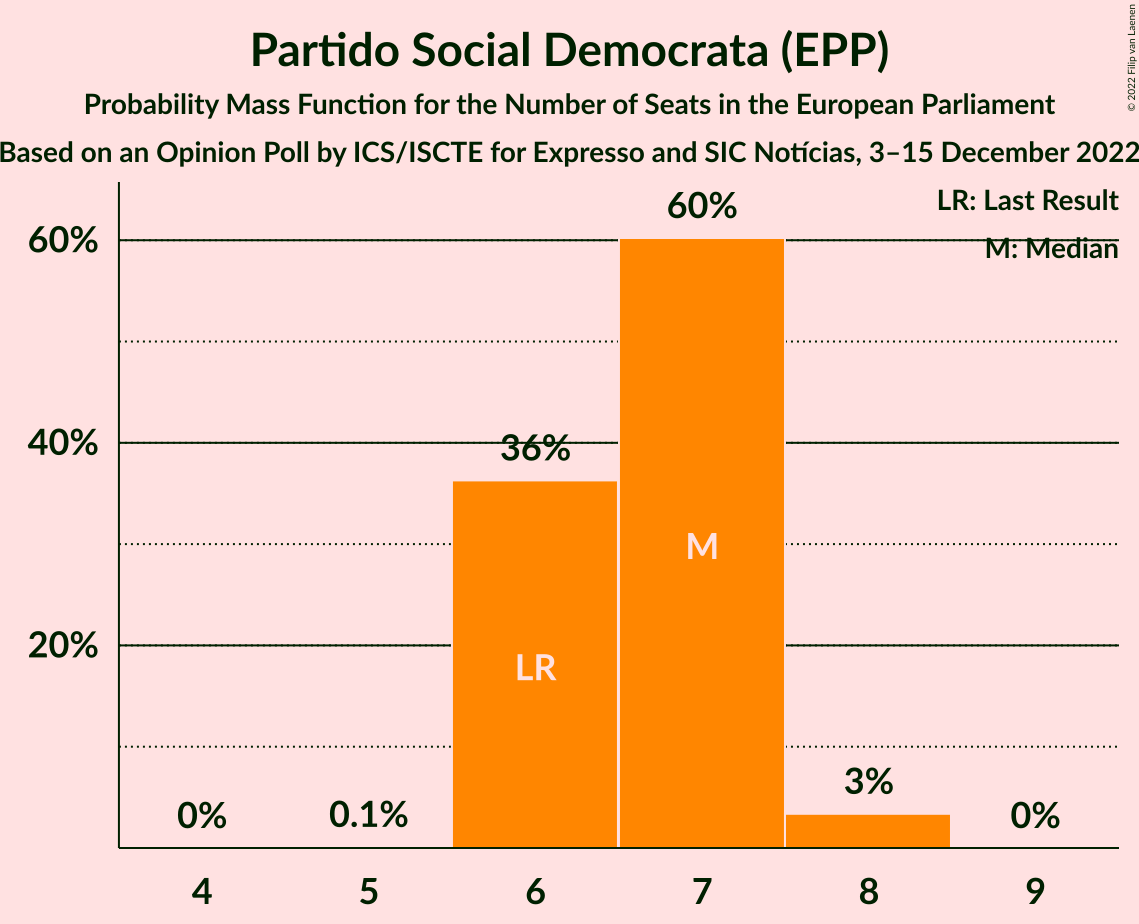 Partido Social Democrata (EPP)
Probability Mass Function for the Number of Seats in the European Parliament
Based on an Opinion Poll by ICS/ISCTE for Expresso and SIC Notícias, 3–15 December 2022
© 2022 Filip van Laenen
LR: Last Result
M: Median
60%
40%
20%
0%
0.1%
36%
60%
3%
0%
LR
M
4
5
6
7
8
9